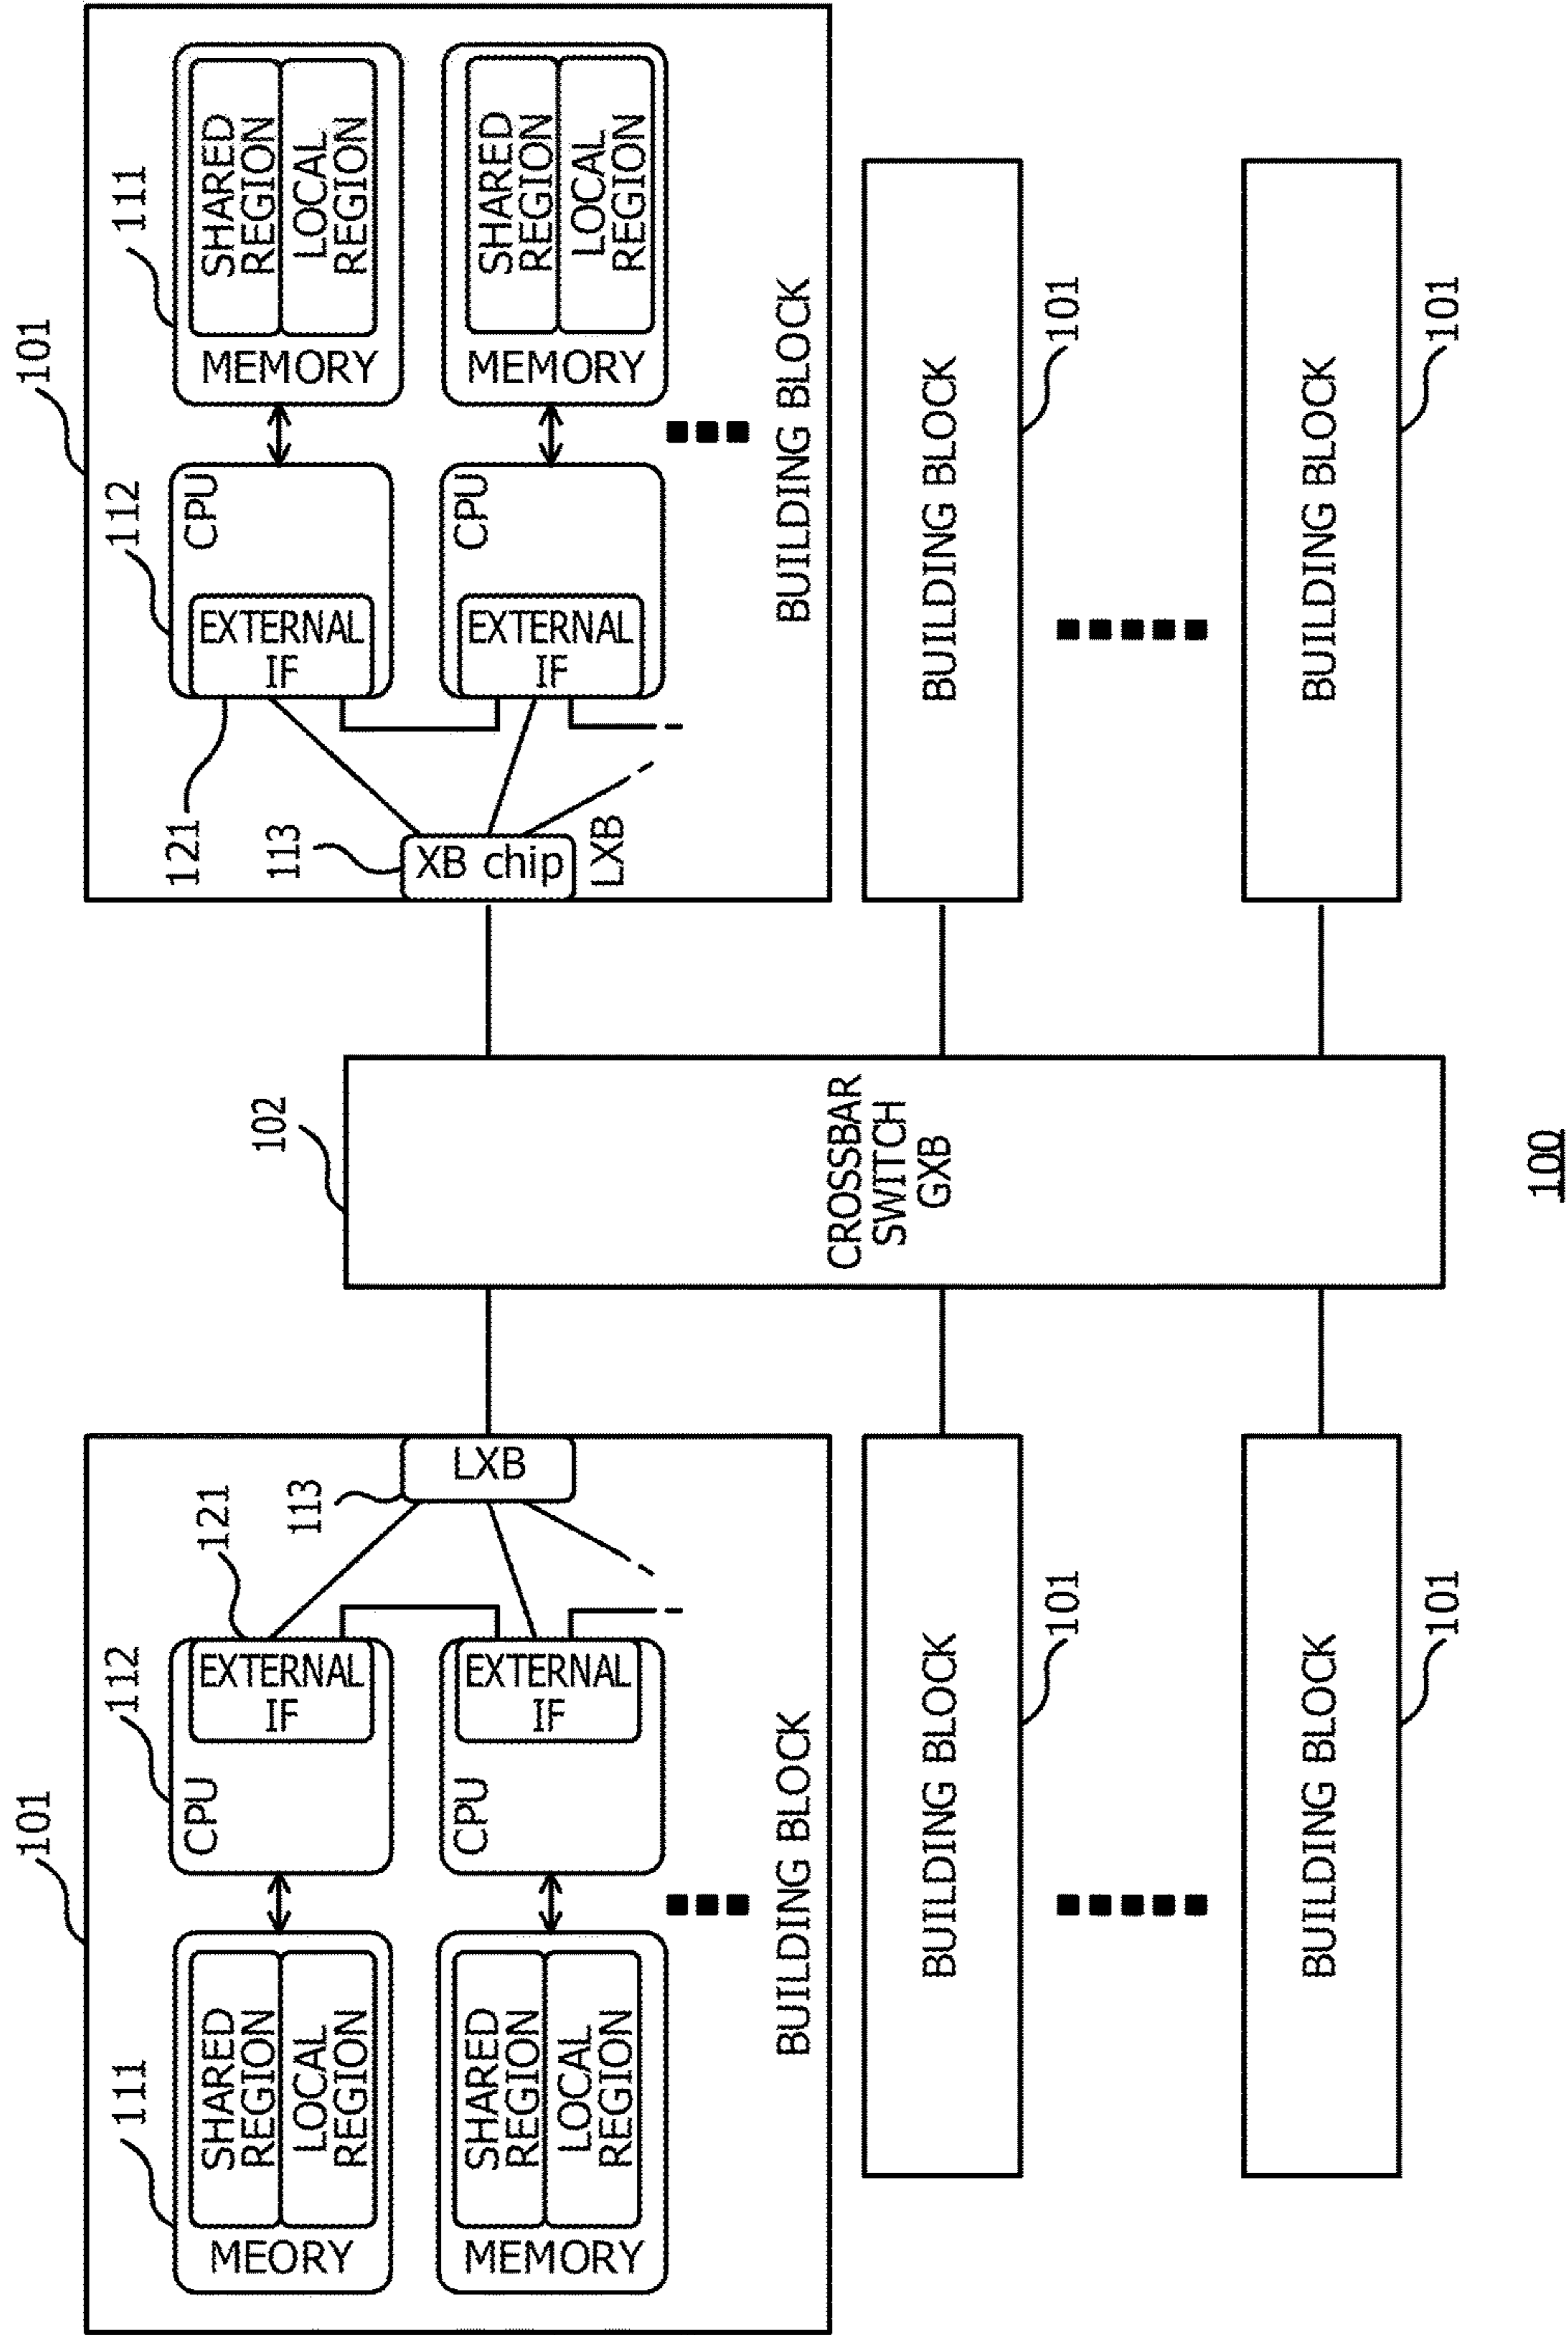 101
111
112
121
113
MEORY
SHARED
REGION
LOCAL
REGION
CPU
EXTERNAL
IF
LXB
MEMORY
SHARED
REGION
LOCAL
REGION
CPU
EXTERNAL
IF
BUILDING BLOCK
BUILDING BLOCK
101
BUILDING BLOCK
101
102
CROSSBAR
SWITCH
GXB
101
121
113
112
111
XB chip
LXB
EXTERNAL
IF
CPU
MEMORY
SHARED
REGION
LOCAL
REGION
EXTERNAL
IF
CPU
MEMORY
SHARED
REGION
LOCAL
REGION
BUILDING BLOCK
BUILDING BLOCK
101
BUILDING BLOCK
101
100